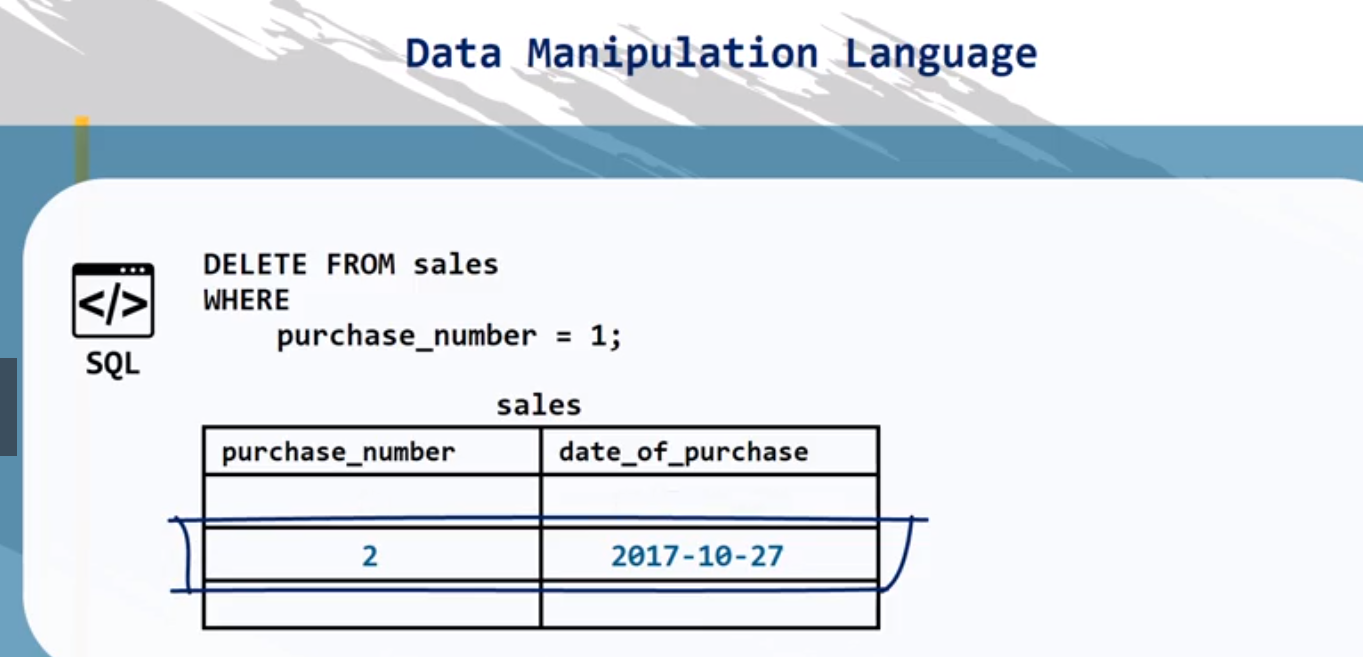 Data Manipulation Language
DELETE FROM sales
WHERE
purchase_number = 1;
</>
SQL
sales
purchase_number date_of_purchase
2 2017-10-27